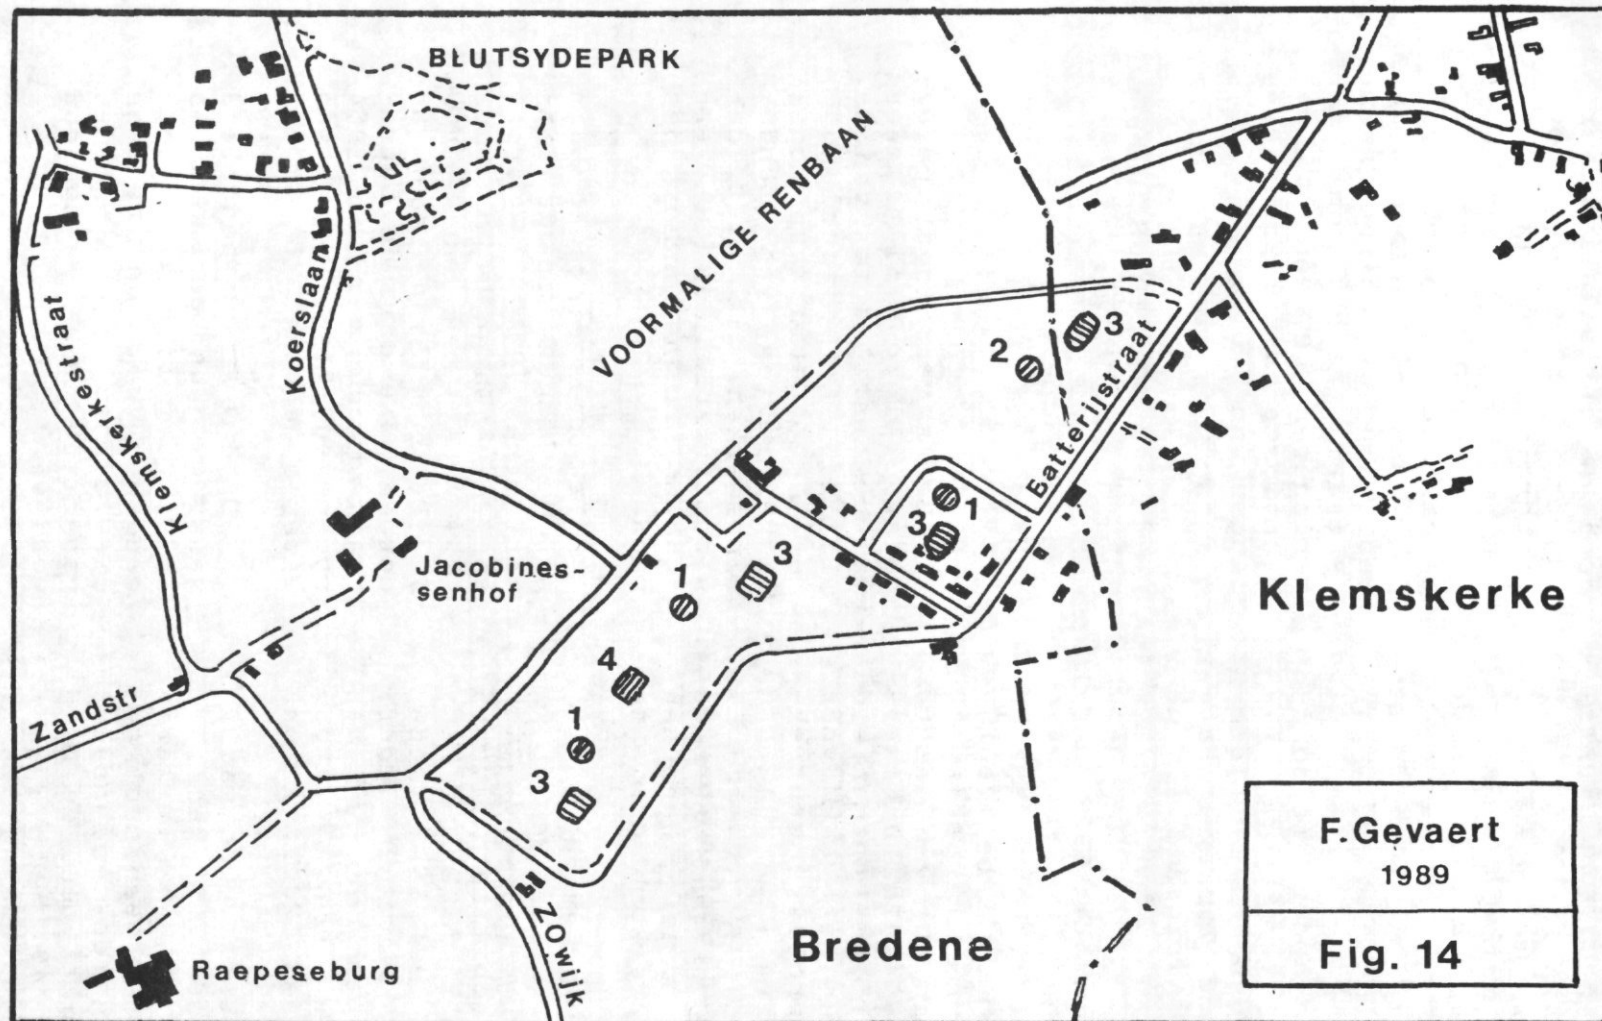 BLUTSYDEPARK
VOORMALIGE RENBAAN
Koerslaan
Klemskerkestraat
3
2
Batterijstraat
1
3
3
Jacobines-
senhof
1
Klemskerke
4
Zandstr
1
3
F.Gevaert
1989
Fig. 14
Bredene
Raepeseburg
ZOwijk